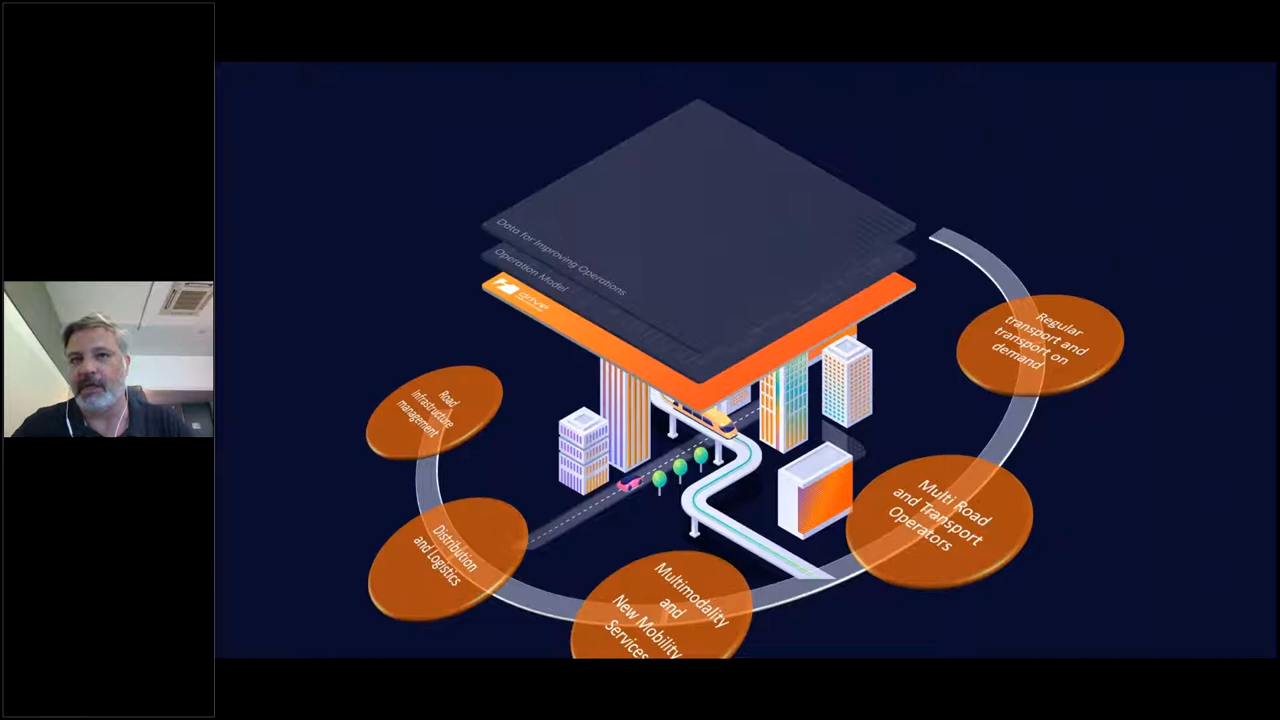 Data for Improving Operations
Operation Model
Regular
transport and
transport on
demand
Road
Infrastructure
management
Multi Road
and Transport
Operators
Distribution
and Logistics
Multimodality
and
New Mobility
Services